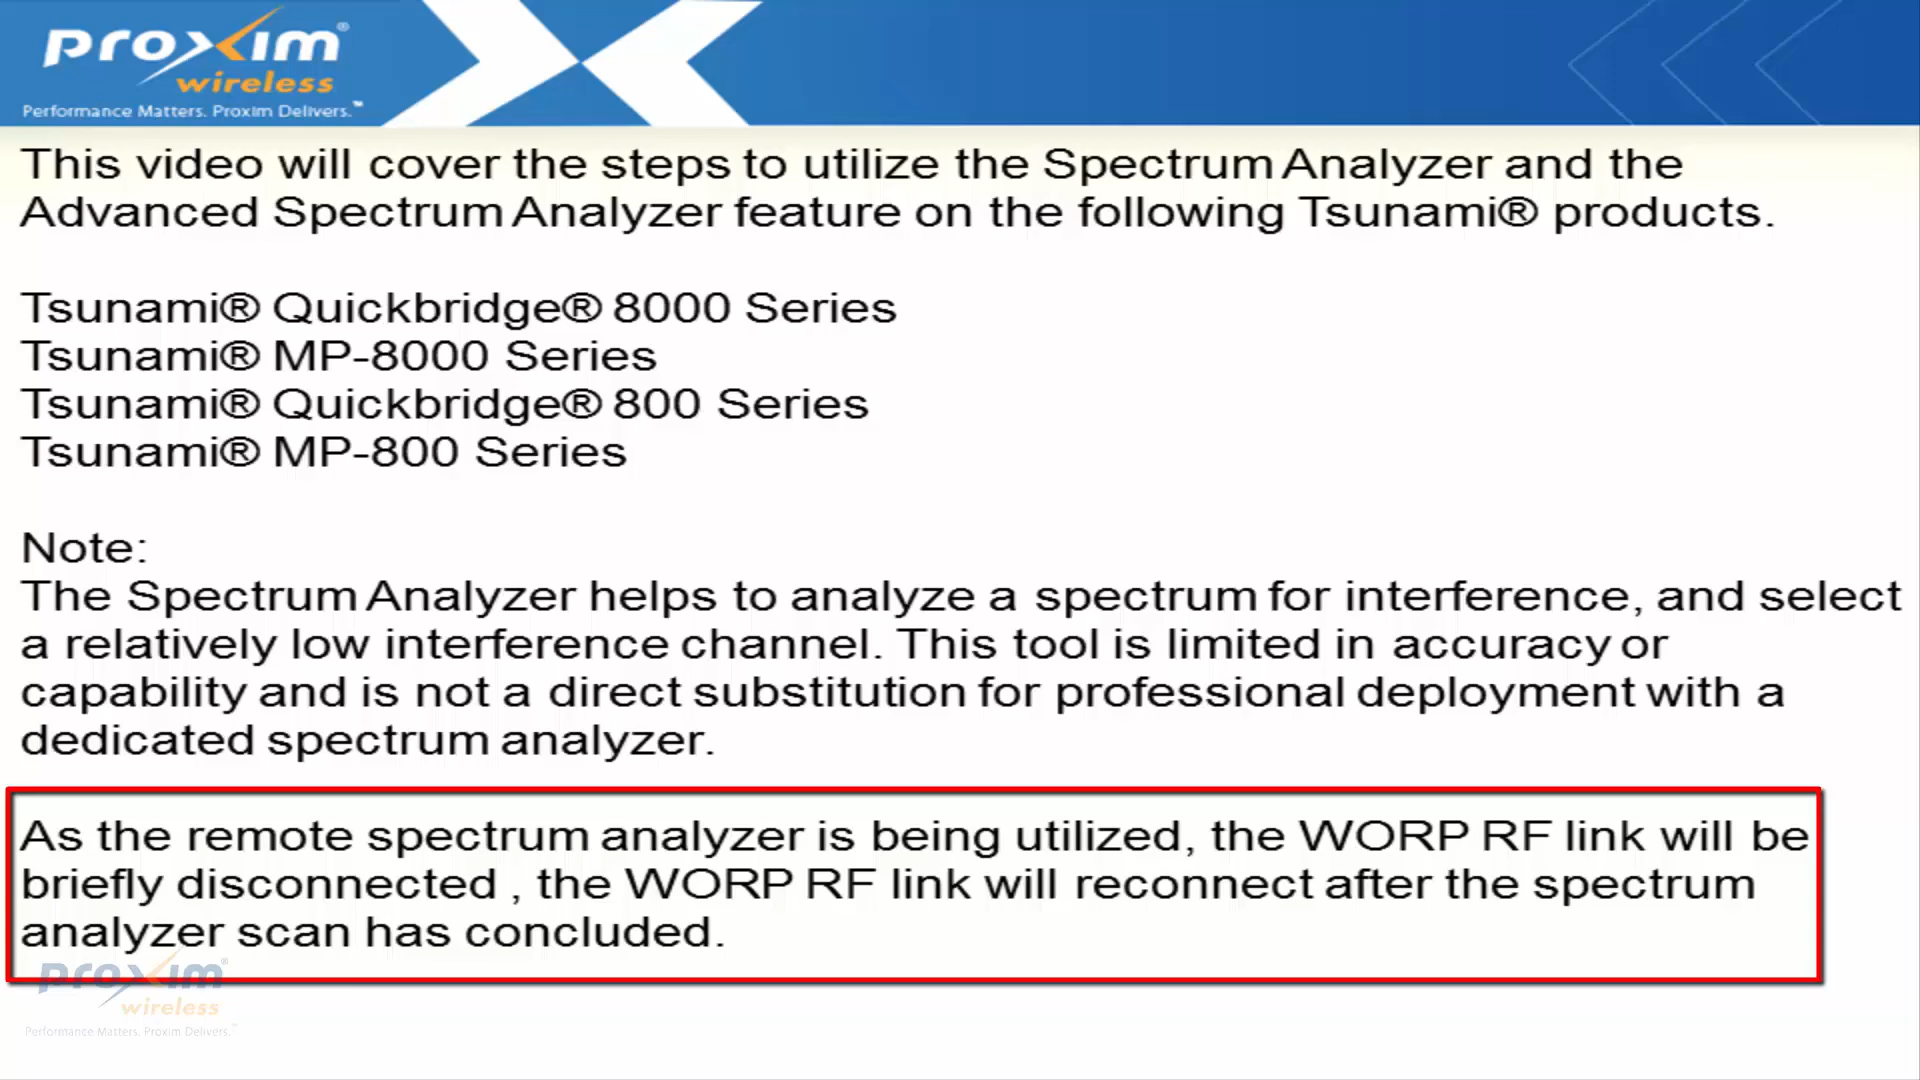 proxim®
wireless
Performance Matters. Proxim Delivers.™
This video will cover the steps to utilize the Spectrum Analyzer and the
Advanced Spectrum Analyzer feature on the following Tsunami® products.
Tsunami® Quickbridge® 8000 Series
Tsunami® MP-8000 Series
Tsunami® Quickbridge® 800 Series
Tsunami® MP-800 Series
Note:
The Spectrum Analyzer helps to analyze a spectrum for interference, and select
a relatively low interference channel. This tool is limited in accuracy or
capability and is not a direct substitution for professional deployment with a
dedicated spectrum analyzer.
As the remote spectrum analyzer is being utilized, the WORP RF link will be
briefly disconnected , the WORP RF link will reconnect after the spectrum
analyzer scan has concluded.
proxim®
wireless
Performance Matters. Proxim Delivers.™